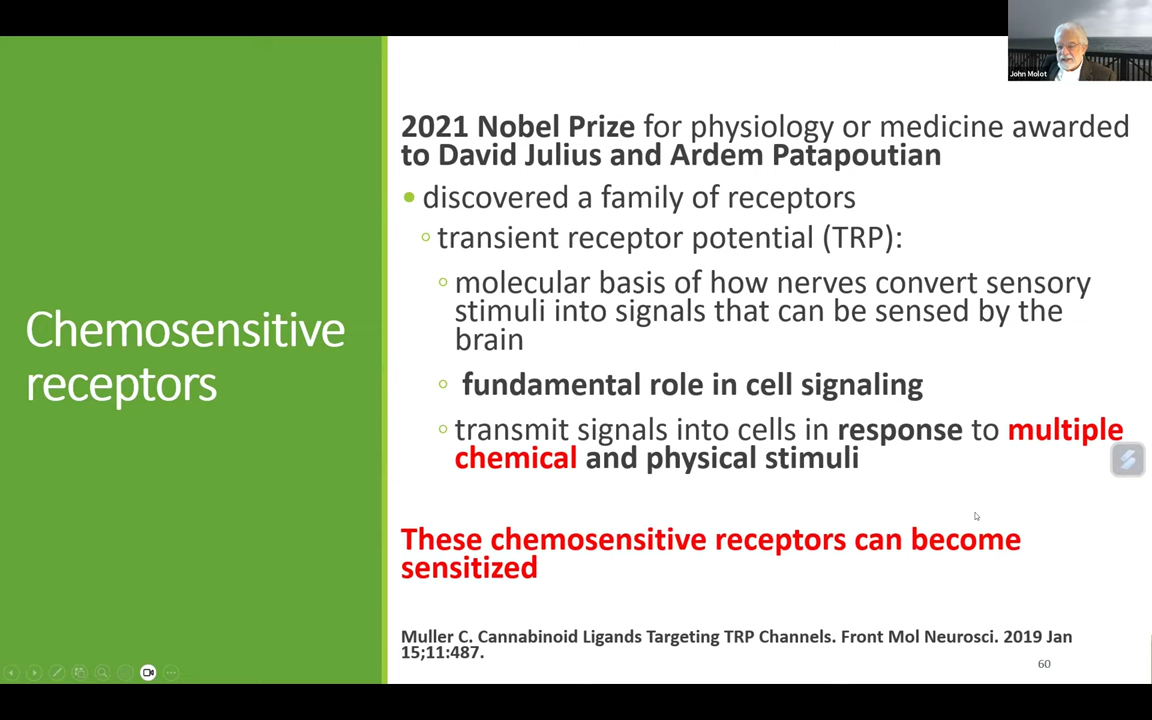 John Molot
2021 Nobel Prize for physiology or medicine awarded
to David Julius and Ardem Patapoutian
• discovered a family of receptors
◦ transient receptor potential (TRP):
◦ molecular basis of how nerves convert sensory
stimuli into signals that can be sensed by the
brain
◦ fundamental role in cell signaling
◦ transmit signals into cells in response to multiple
chemical and physical stimuli
Chemosensitive
receptors
These chemosensitive receptors can become
sensitized
Muller C. Cannabinoid Ligands Targeting TRP Channels. Front Mol Neurosci. 2019 Jan
15;11:487.
60